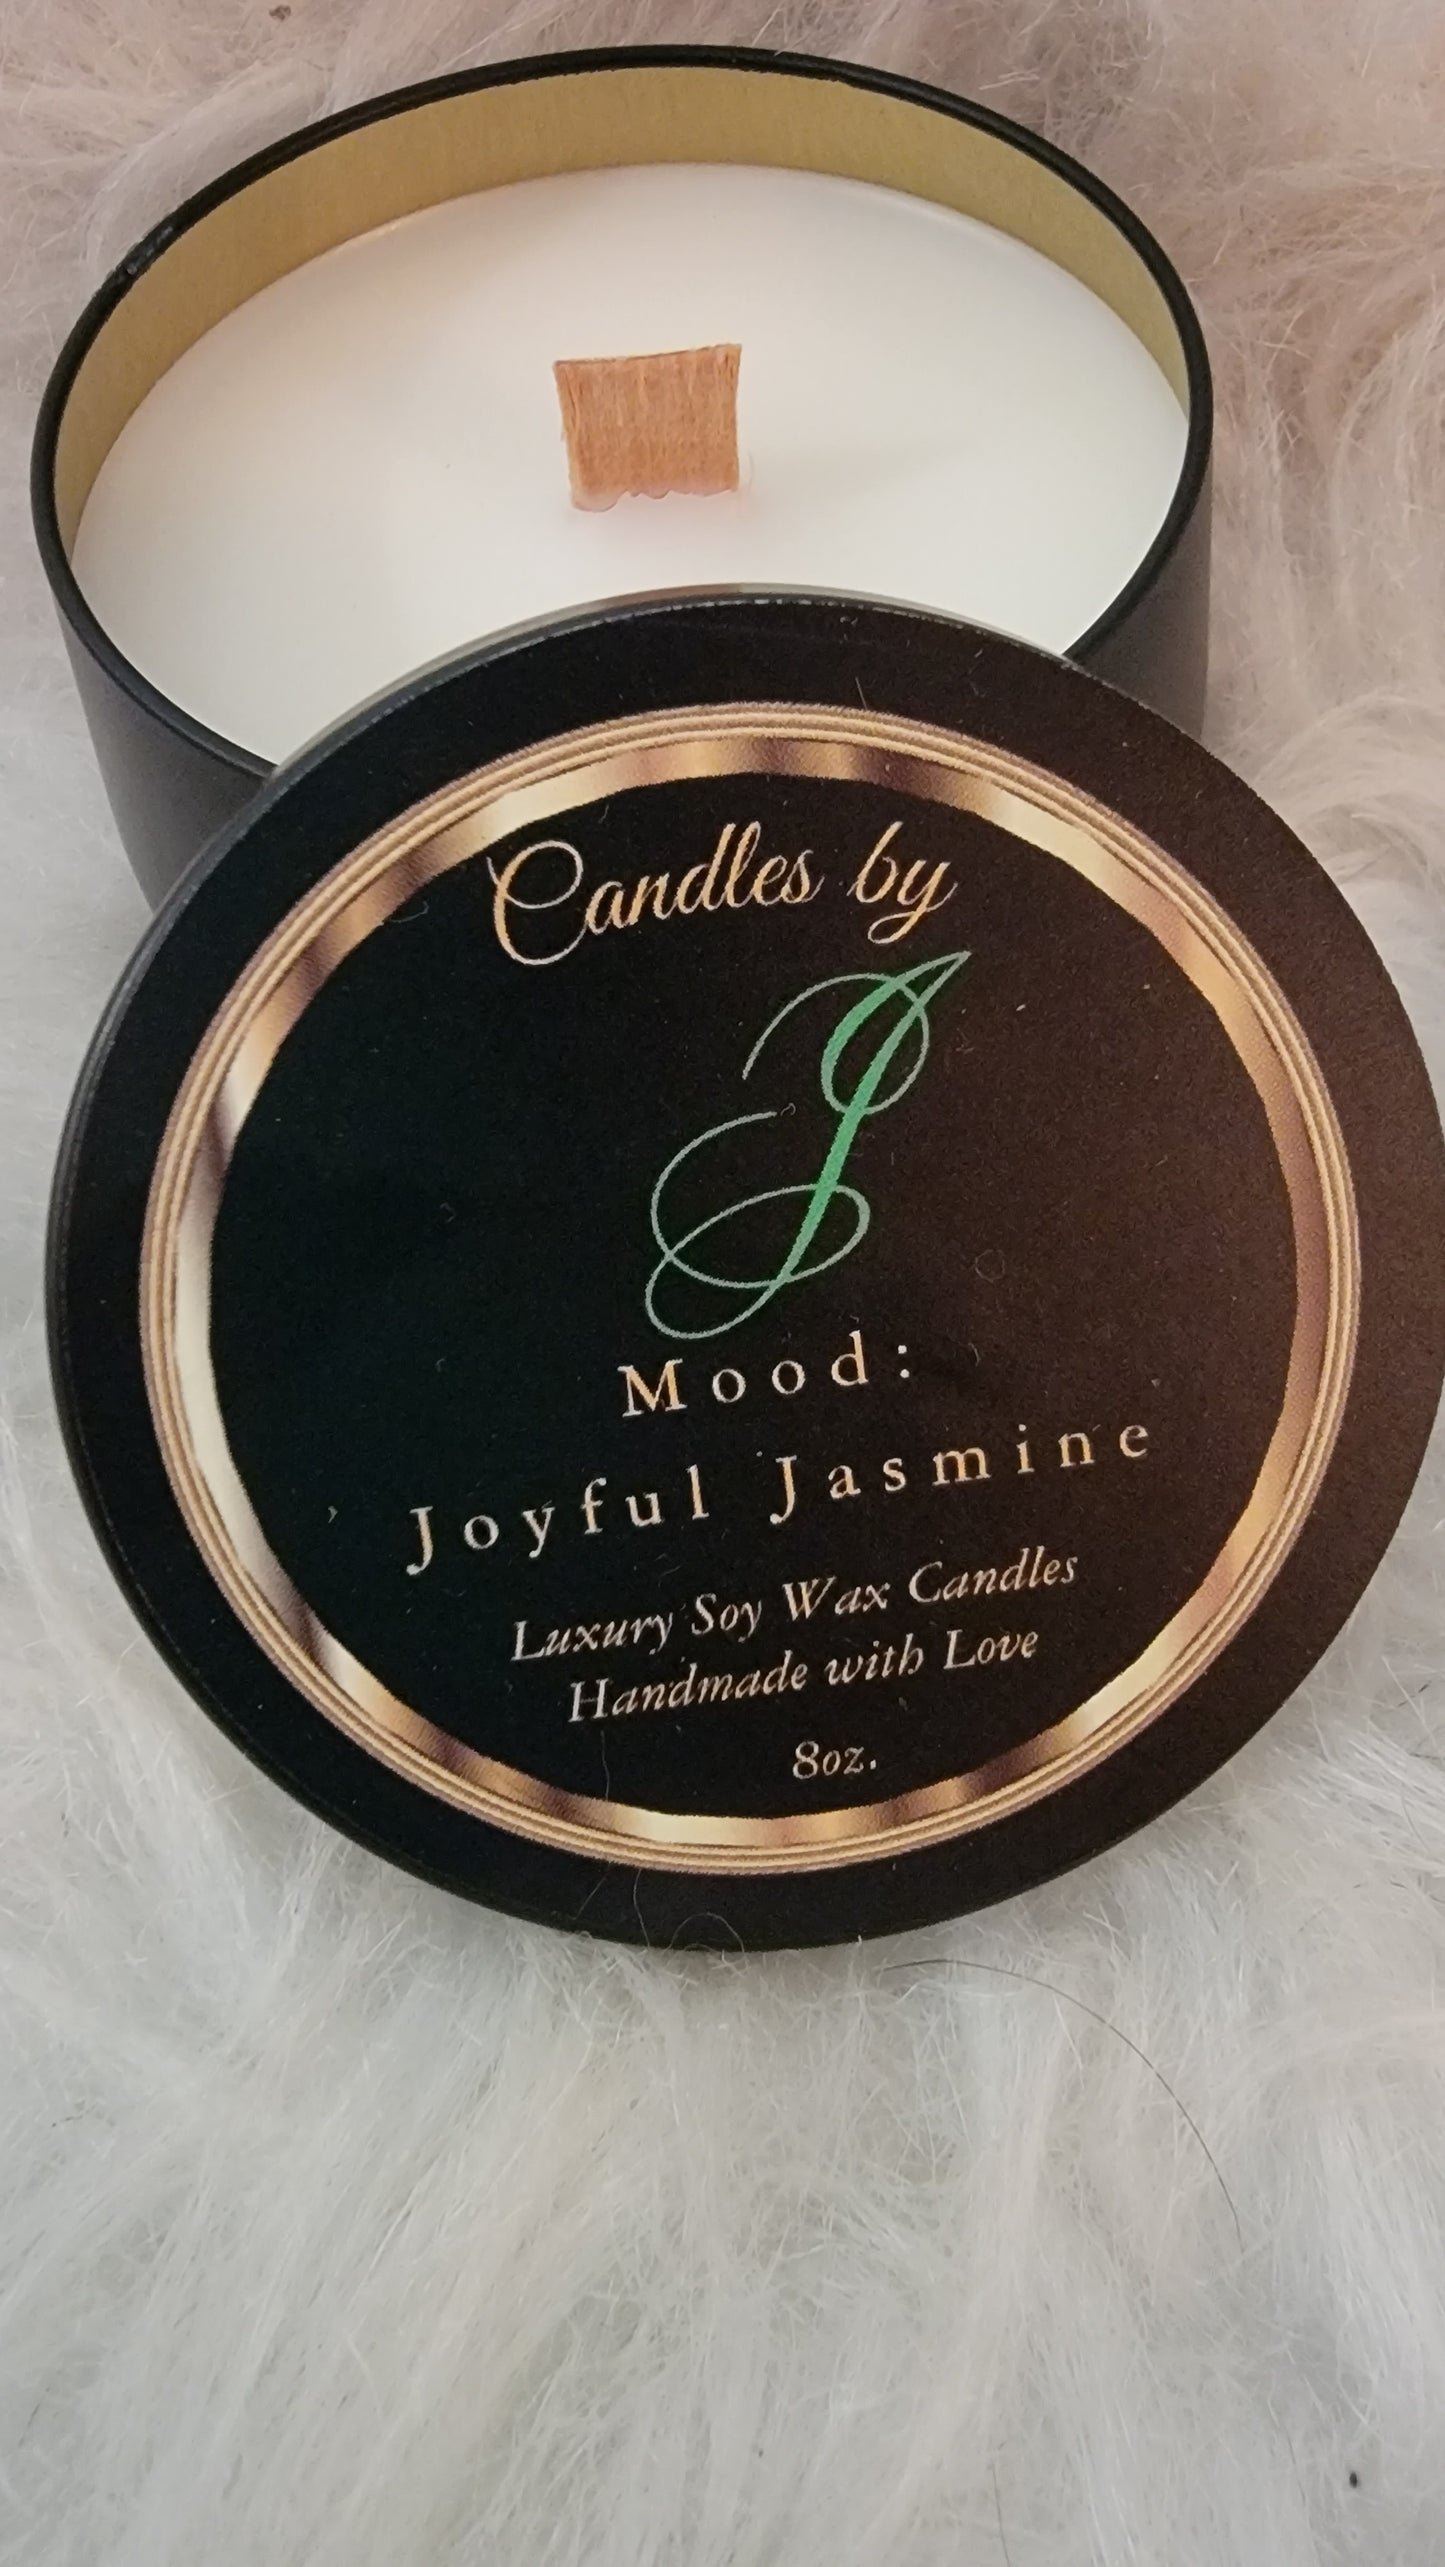 Candles by
J
Mood:
Joyful Jasmine
Luxury Soy Wax Candles
Handmade with Love
8oz.